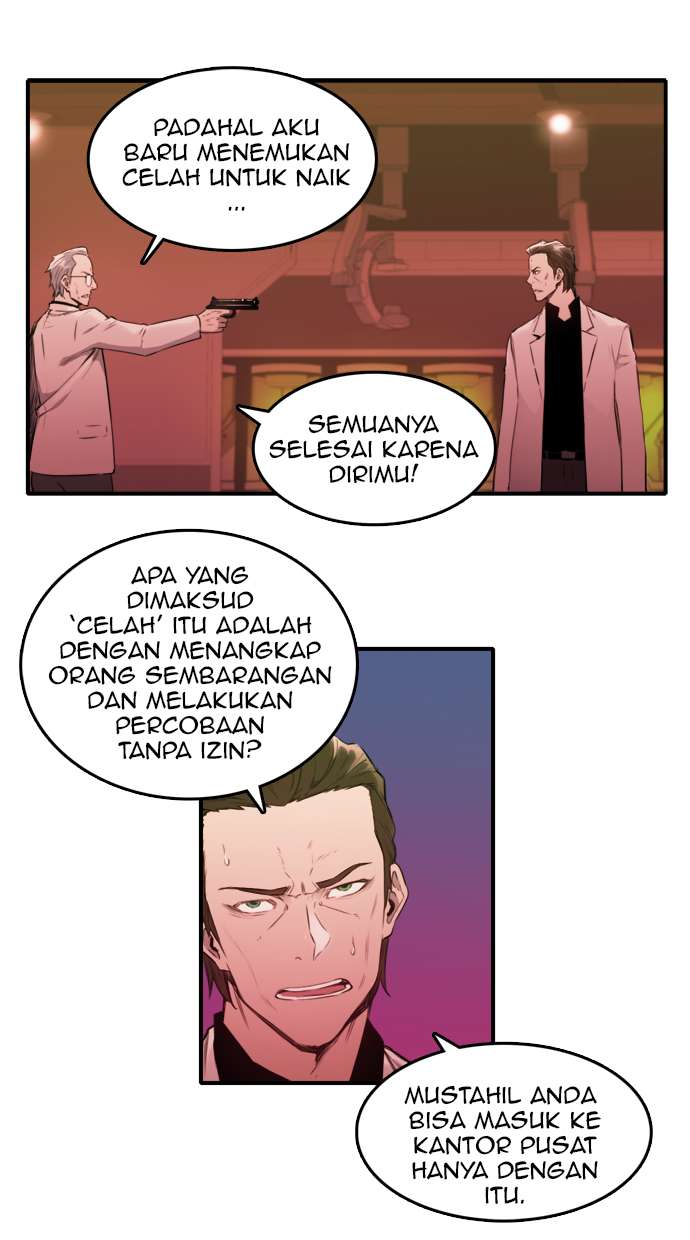 PADAHAL AKU
BARU MENEMUKAN
CELAH UNTUK NAIK
...
SEMUANYA
SELESAI KARENA
DIRIMU!
APA YANG
DIMAKSUD
'CELAH' ITU ADALAH
DENGAN MENANGKAP
ORANG SEMBARANGAN
DAN MELAKUKAN
PERCOBAAN
TANPA IZIN?
MUSTAHIL ANDA
BISA MASUK KE
KANTOR PUSAT
HANYA DENGAN
ITU.